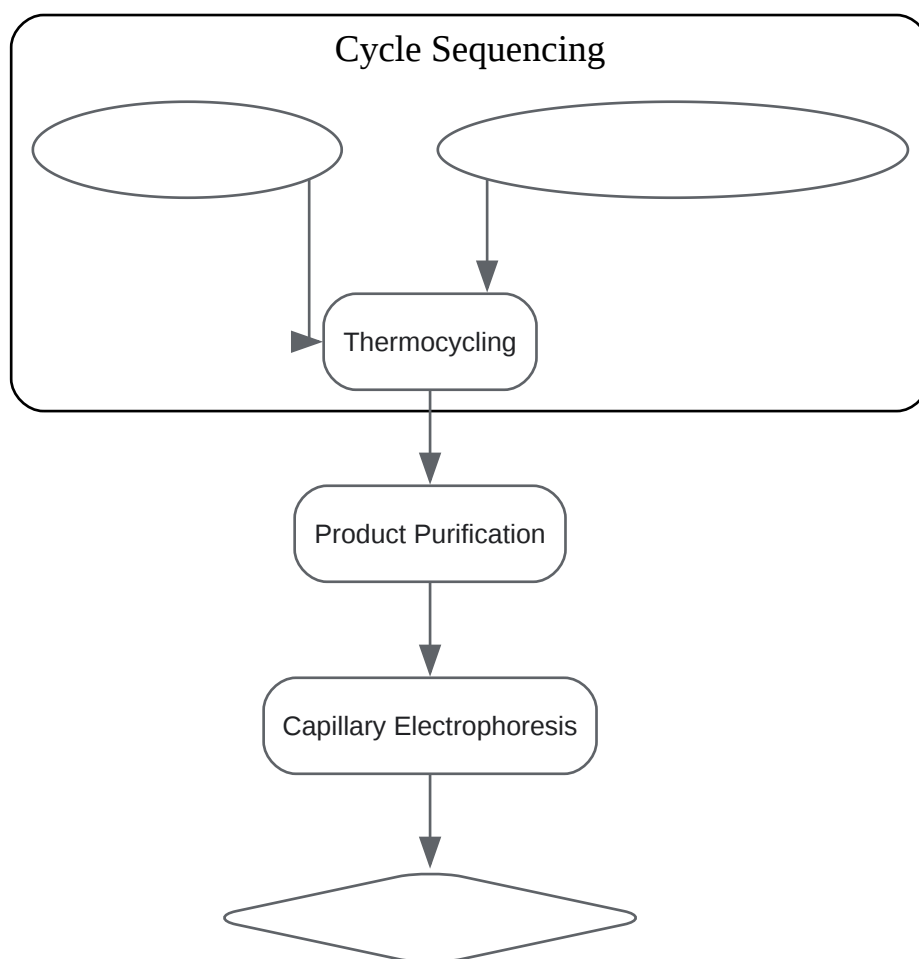 Cycle Sequencing
Thermocycling
Product Purification
Capillary Electrophoresis